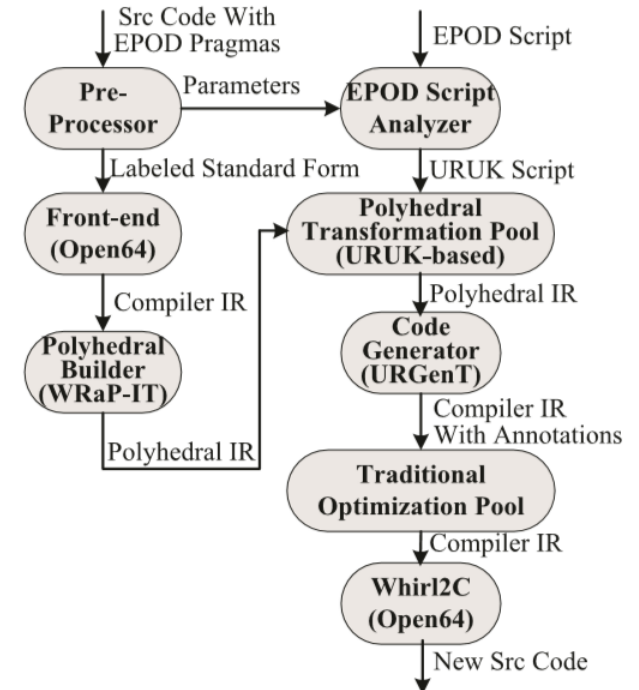 Src Code With
EPOD Pragmas
EPOD Script
Pre-
Processor
Parameters
EPOD Script
Analyzer
Labeled Standard Form
URUK Script
Front-end
(Open64)
Polyhedral
Transformation Pool
(URUK-based)
Compiler IR
Polyhedral IR
Polyhedral
Builder
(WRaP-IT)
Code
Generator
(URGenT)
Polyhedral IR
Compiler IR
With Annotations
Traditional
Optimization Pool
Compiler IR
Whirl2C
(Open64)
New Src Code